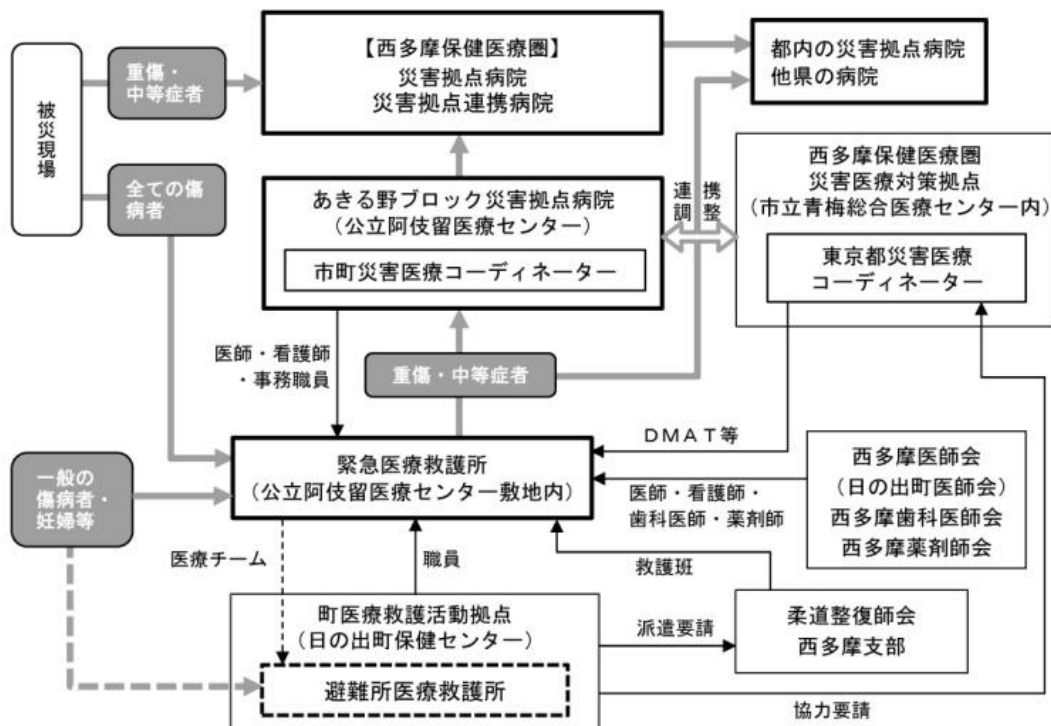 被災現場
重傷・
中等症者
全ての傷
病者
【西多摩保健医療圏】
災害拠点病院
災害拠点連携病院
都内の災害拠点病院
他県の病院
あきる野ブロック災害拠点病院
（公立阿伎留医療センター）
市町災害医療コーディネーター
連携
調整
西多摩保健医療圏
災害医療対策拠点
（市立青梅総合医療センター内）
東京都災害医療
コーディネーター
医師・看護師
・事務職員
重傷・中等症者
ＤＭＡＴ等
一般の
傷病者・
妊婦等
緊急医療救護所
（公立阿伎留医療センター敷地内）
医師・看護師・
歯科医師・薬剤師
西多摩医師会
（日の出町医師会）
西多摩歯科医師会
西多摩薬剤師会
医療チーム
職員
救護班
町医療救護活動拠点
（日の出町保健センター）
避難所医療救護所
派遣要請
柔道整復師会
西多摩支部
協力要請